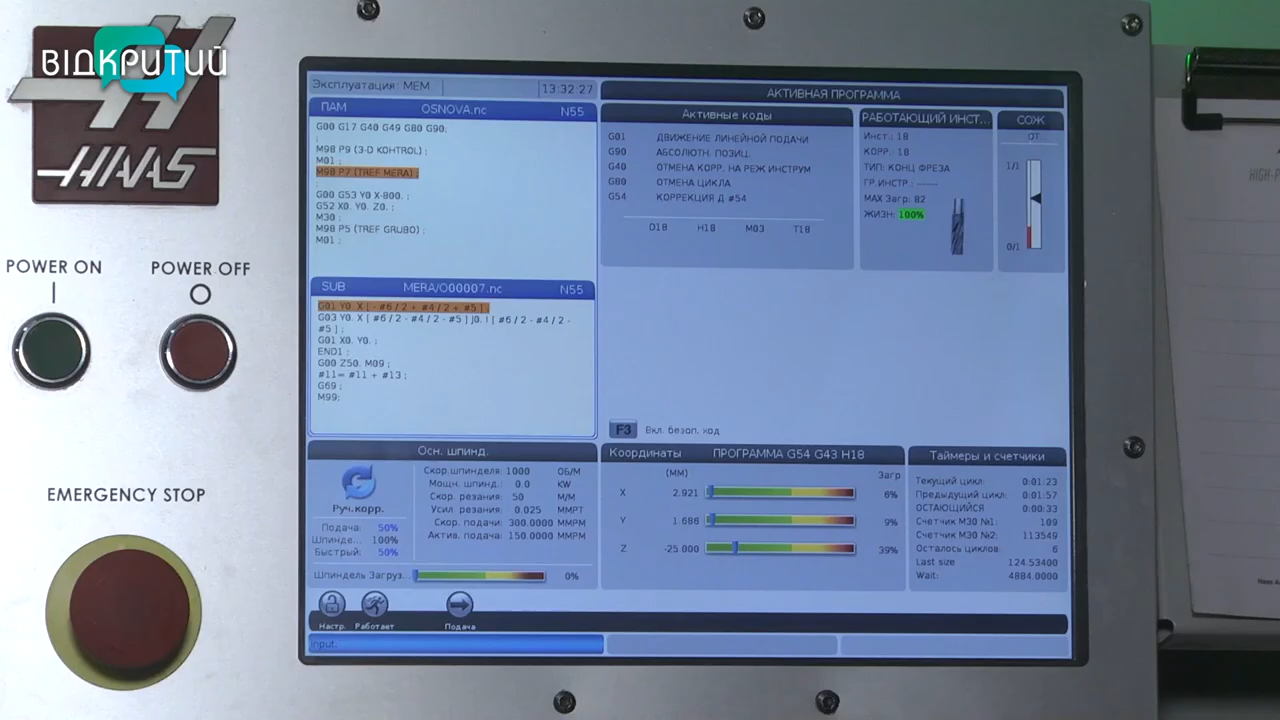 ВІДКРИТИЙ
HAAS
POWER ON
POWER OFF
EMERGENCY STOP
Эксплуатация: MEM
13:32:27
ПАМ OSNOVA.nc N55
;
G00 G17 G40 G49 G80 G90;
M98 P9 (3-D KOHTROL) ;
M01 ;
M98 P7 (TREF MERA) ;
;
G00 G53 Y0 X-800. ;
G52 X0. Y0. Z0. ;
M30 ;
M98 P5 (TREF GRUBO) ;
M01 ;
SUB MERA/O00007.nc N55
G01 Y0. X [ - #6 / 2 + #4 / 2 + #5 ] ;
G03 Y0. X [ #6 / 2 - #4 / 2 - #5 ] J0. I [ #6 / 2 - #4 / 2 -
#5 ] ;
G01 X0. Y0. ;
END1 ;
G00 Z50. M09 ;
#11= #11 + #13 ;
G69 ;
M99;
АКТИВНАЯ ПРОГРАММА
Активные коды
G01 ДВИЖЕНИЕ ЛИНЕЙНОЙ ПОДАЧИ
G90 АБСОЛЮТН. ПОЗИЦ.
G40 ОТМЕНА КОРР. НА РЕЖ ИНСТРУМ
G80 ОТМЕНА ЦИКЛА
G54 КОРРЕКЦИЯ Д #54
D18 H18 M03 T18
РАБОТАЮЩИЙ ИНСТ...
Инст.: 18
КОРР.: 18
ТИП: КОНЦ ФРЕЗА
ГР.ИНСТР.: -----
MAX Загр: 82
ЖИЗН: 100%
СОЖ
ОТ
1/1
0/1
F3 Вкл. безоп. код
Осн. шпинд.
Руч.корр.
Подача: 50%
Шпинде... 100%
Быстрый: 50%
Скор.шпинделя: 1000 ОБ/М
Мощн. шпинд.: 0.0 KW
Скор. резания: 50 М/М
Усил. резания: 0.025 ММРТ
Скор. подачи: 300.0000 ММРМ
Актив. подача: 150.0000 ММРМ
Шпиндель Загруз... 0%
Координаты ПРОГРАММА G54 G43 H18
(MM) Загр
X 2.921 6%
Y 1.686 9%
Z -25.000 39%
Таймеры и счетчики
Текущий цикл: 0:01:23
Предыдущий цикл: 0:01:57
ОСТАЮЩИЙСЯ 0:00:33
Счетчик M30 №1: 109
Счетчик M30 №2: 113549
Осталось циклов: 6
Last size 124.53400
Wait: 4884.0000
Настр. Работает Подача
Input: